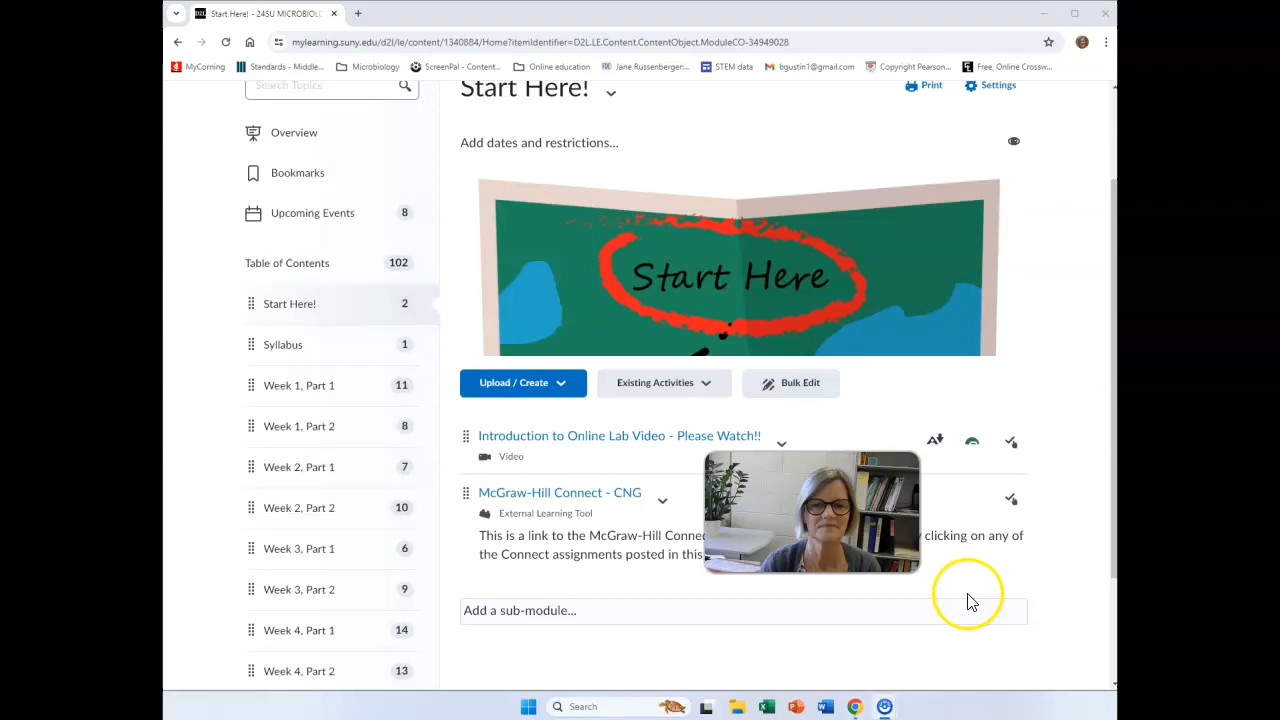 Start Here! - 24SU MICROBIOL
mylearning.suny.edu/d2l/le/content/1340884/Home?itemIdentifier=D2L.LE.Content.ContentObject.ModuleCO-34949028
MyCorning
Standards - Middle...
Microbiology
ScreenPal - Content...
Online education
Jane Russenberger...
STEM data
bgustin1@gmail.com
Copyright Pearson...
Free, Online Crossw...
Search Topics
Start Here!
Print
Settings
Overview
Add dates and restrictions...
Bookmarks
Upcoming Events 8
Table of Contents 102
Start Here! 2
Syllabus 1
Week 1, Part 1 11
Week 1, Part 2 8
Week 2, Part 1 7
Week 2, Part 2 10
Week 3, Part 1 6
Week 3, Part 2 9
Week 4, Part 1 14
Week 4, Part 2 13
Start Here
Upload / Create
Existing Activities
Bulk Edit
Introduction to Online Lab Video - Please Watch!!
Video
McGraw-Hill Connect - CNG
External Learning Tool
This is a link to the McGraw-Hill Conne clicking on any of
the Connect assignments posted in this
Add a sub-module...
Search